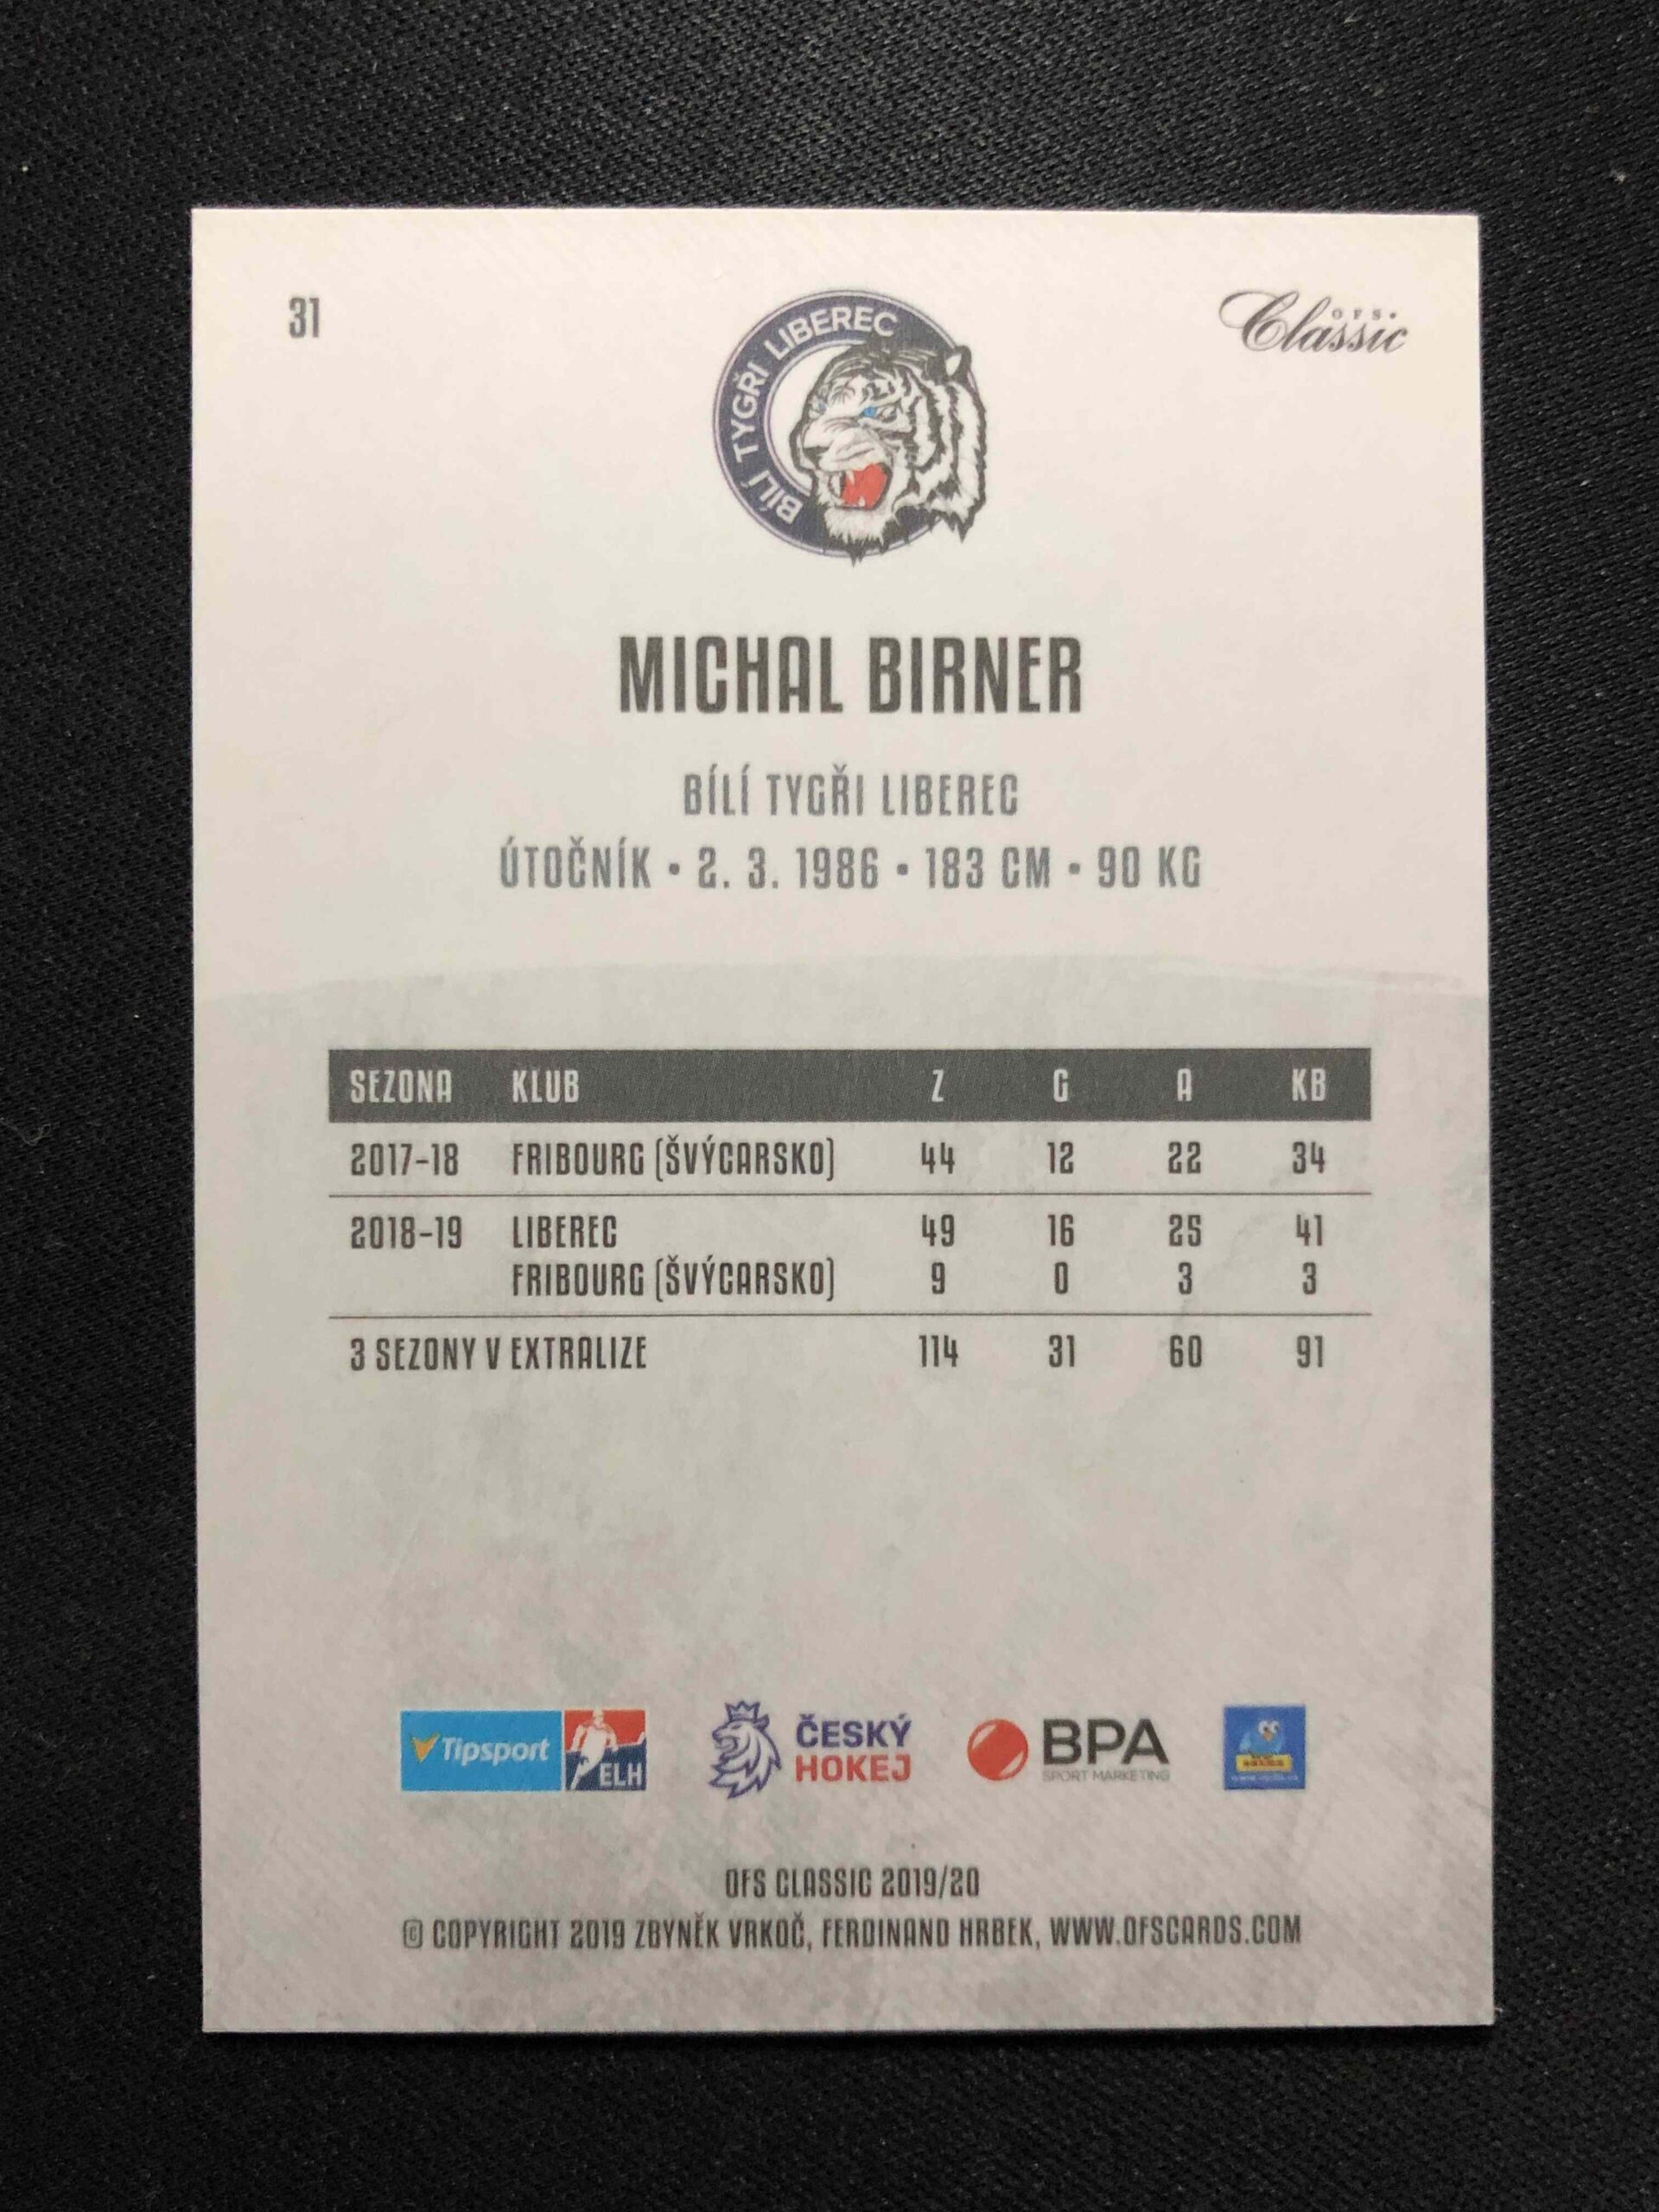 31
BÍLÍ TYGŘI LIBEREC
OFS
Classic
MICHAL BIRNER
BÍLÍ TYGŘI LIBEREC
ÚTOČNÍK • 2. 3. 1986 • 183 CM • 90 KG
SEZONA KLUB Z G A KB
2017-18 FRIBOURG (ŠVÝCARSKO) 44 12 22 34
2018-19 LIBEREC 49 16 25 41
FRIBOURG (ŠVÝCARSKO) 9 0 3 3
3 SEZONY V EXTRALIZE 114 31 60 91
Tipsport ELH
ČESKÝ
HOKEJ
BPA
SPORT MARKETING
OFS CLASSIC 2019/20
© COPYRIGHT 2019 ZBYNĚK VRKOČ, FERDINAND HRBEK, WWW.OFSCARDS.COM